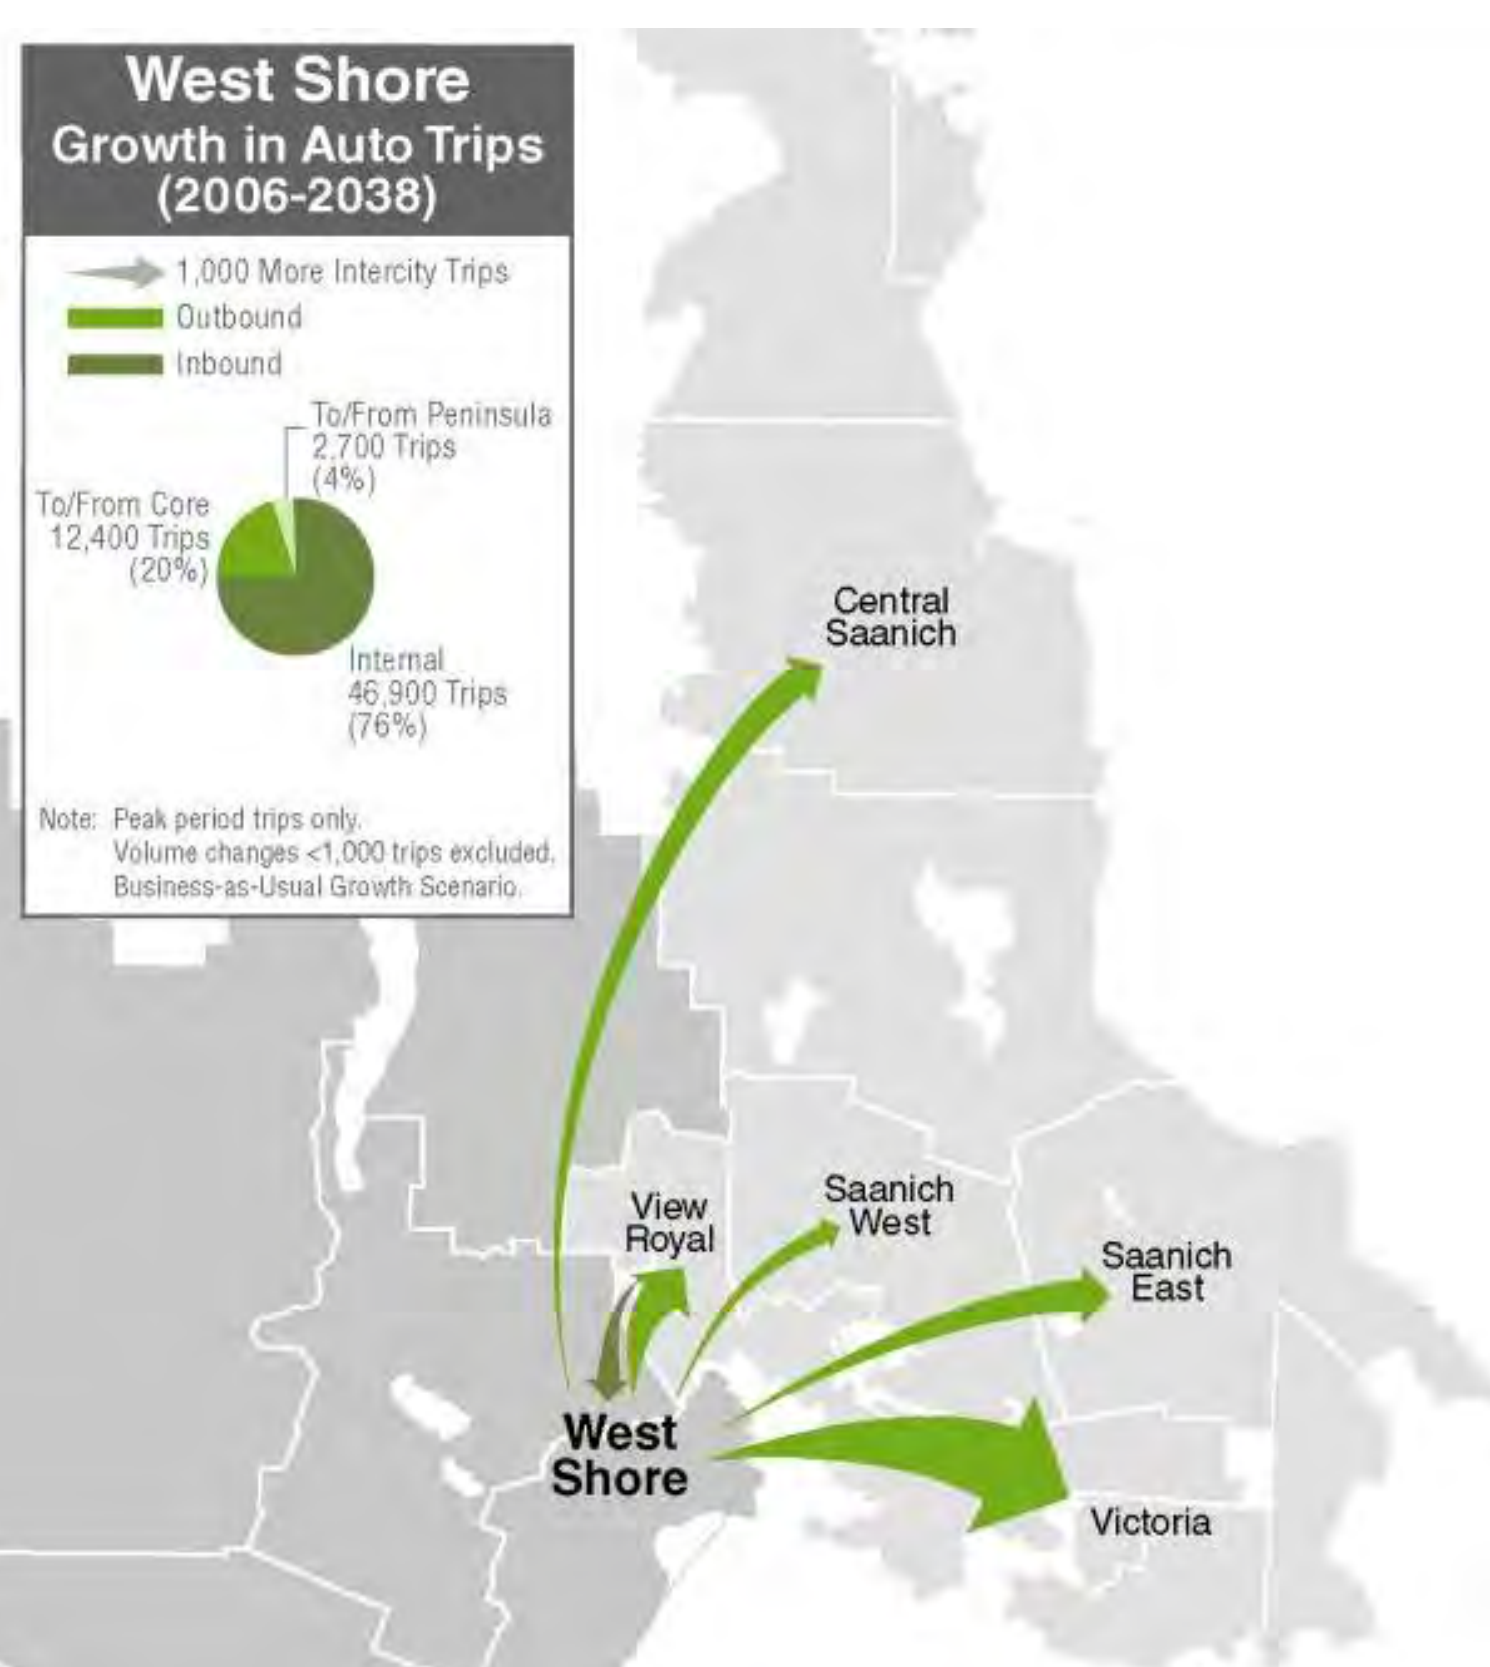 West Shore
Growth in Auto Trips
(2006-2038)
1,000 More Intercity Trips
Outbound
Inbound
To/From Peninsula
2,700 Trips
(4%)
To/From Core
12,400 Trips
(20%)
Internal
46,900 Trips
(76%)
Note: Peak period trips only.
Volume changes <1,000 trips excluded.
Business-as-Usual Growth Scenario.
Central
Saanich
View
Royal
Saanich
West
Saanich
East
West
Shore
Victoria